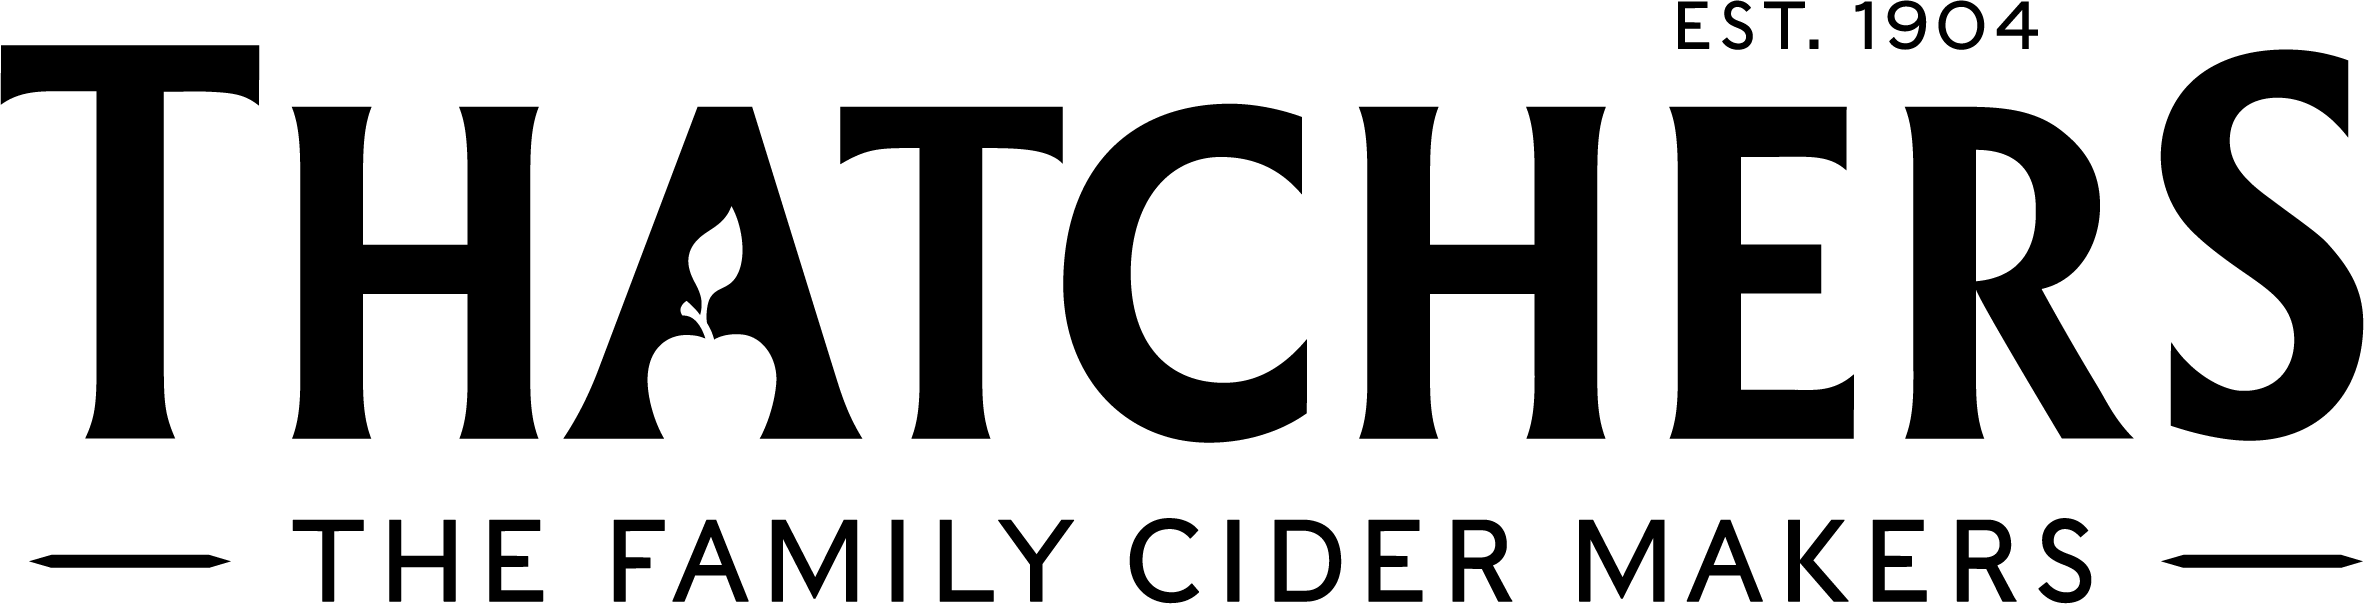 EST. 1904
THATCHERS
THE FAMILY CIDER MAKERS